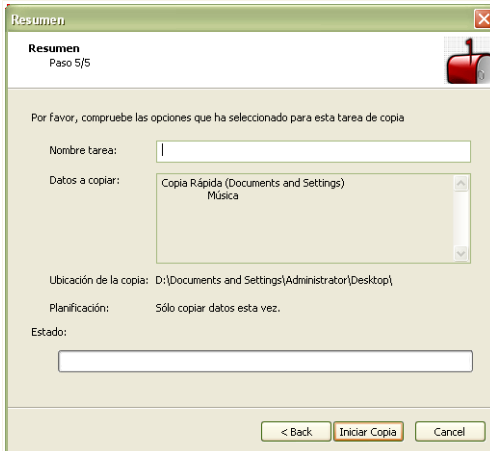 Resumen
Resumen
Paso 5/5
Por favor, compruebe las opciones que ha seleccionado para esta tarea de copia
Nombre tarea:
Datos a copiar:
Copia Rápida (Documents and Settings)
Música
Ubicación de la copia: D:\Documents and Settings\Administrator\Desktop\
Planificación: Sólo copiar datos esta vez.
Estado:
< Back Iniciar Copia Cancel